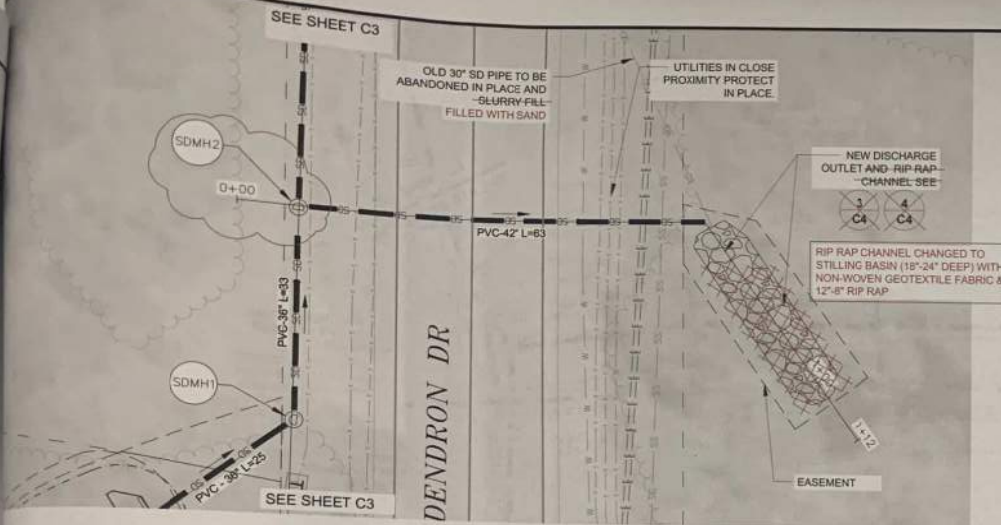 SEE SHEET C3
OLD 30" SD PIPE TO BE
ABANDONED IN PLACE AND
SLURRY FILL
FILLED WITH SAND
UTILITIES IN CLOSE
PROXIMITY PROTECT
IN PLACE.
SDMH2
0+00
NEW DISCHARGE
OUTLET AND RIP RAP
CHANNEL SEE
3
C4
4
C4
PVC-42" L=63
RIP RAP CHANNEL CHANGED TO
STILLING BASIN (18"-24" DEEP) WITH
NON-WOVEN GEOTEXTILE FABRIC &
12"-8" RIP RAP
PVC-36" L=33
SDMH1
DENDRON DR
1+12
PVC - 36" L=25
SEE SHEET C3
EASEMENT